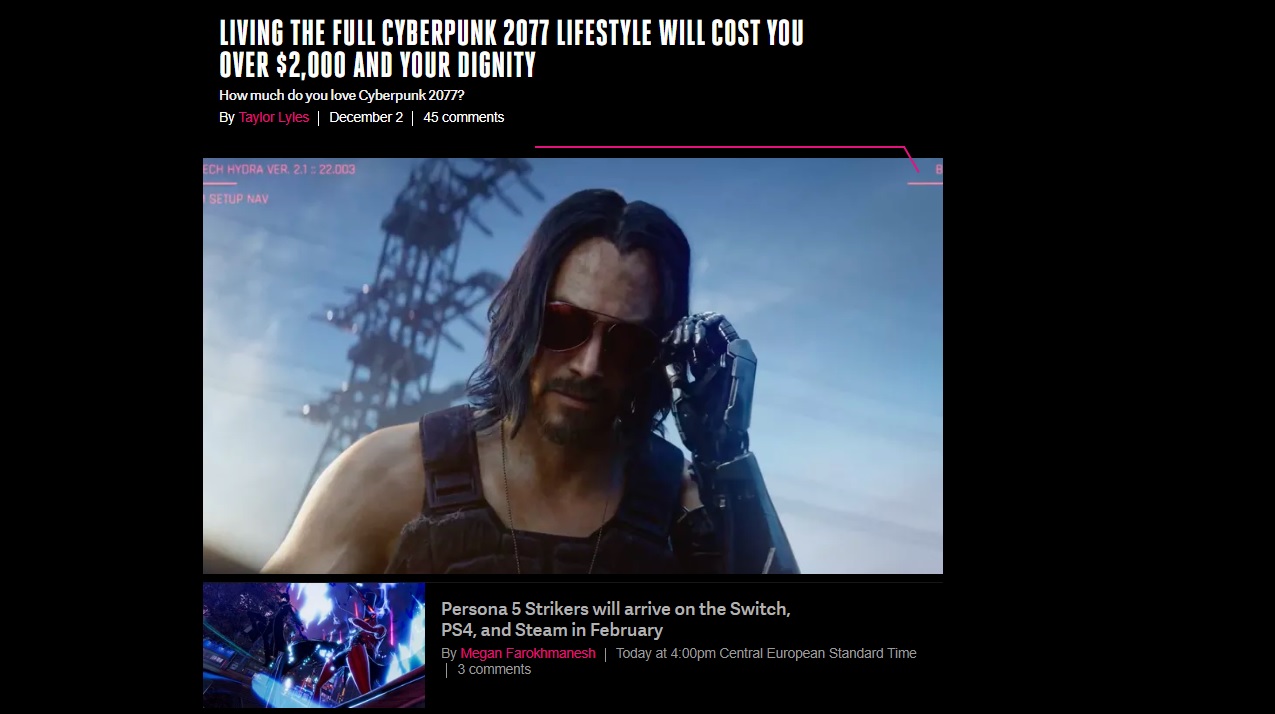 LIVING THE FULL CYBERPUNK 2077 LIFESTYLE WILL COST YOU
OVER $2,000 AND YOUR DIGNITY
How much do you love Cyberpunk 2077?
By Taylor Lyles | December 2 | 45 comments
ECH HYDRA VER. 2.1 :: 22.003
SETUP NAV
Persona 5 Strikers will arrive on the Switch,
PS4, and Steam in February
By Megan Farokhmanesh | Today at 4:00pm Central European Standard Time
| 3 comments